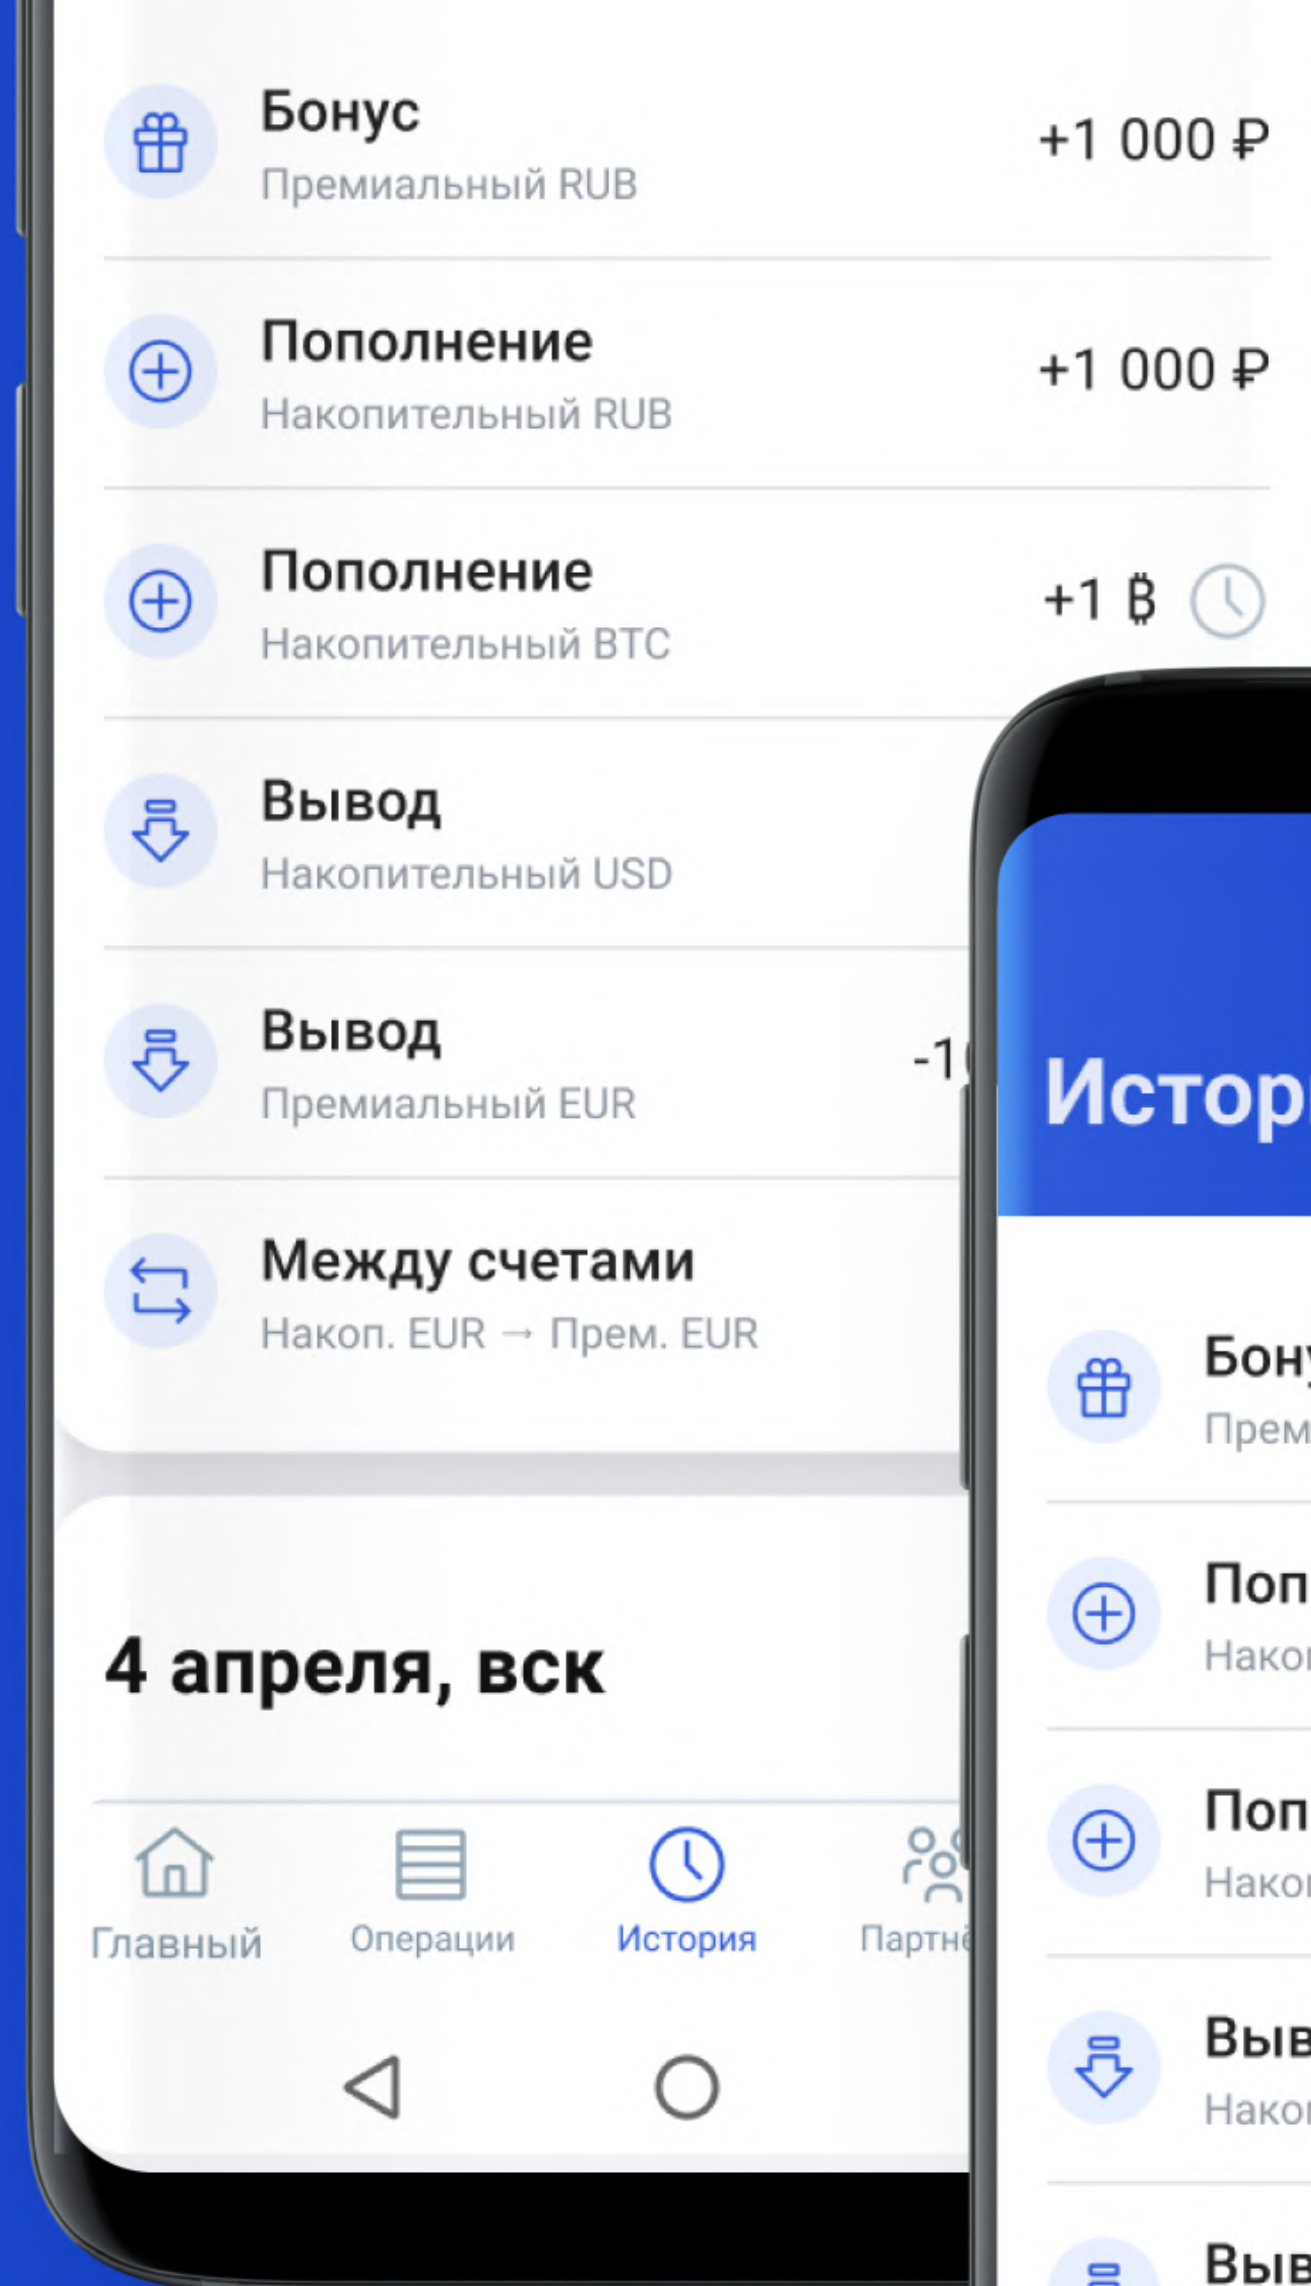 Бонус
+1 000 ₽
Премиальный RUB
Пополнение
+1 000 ₽
Накопительный RUB
Пополнение
+1 ₿
Накопительный BTC
Вывод
Накопительный USD
Вывод
Премиальный EUR
Между счетами
Накоп. EUR → Прем. EUR
4 апреля, вск
Главный
Операции
История